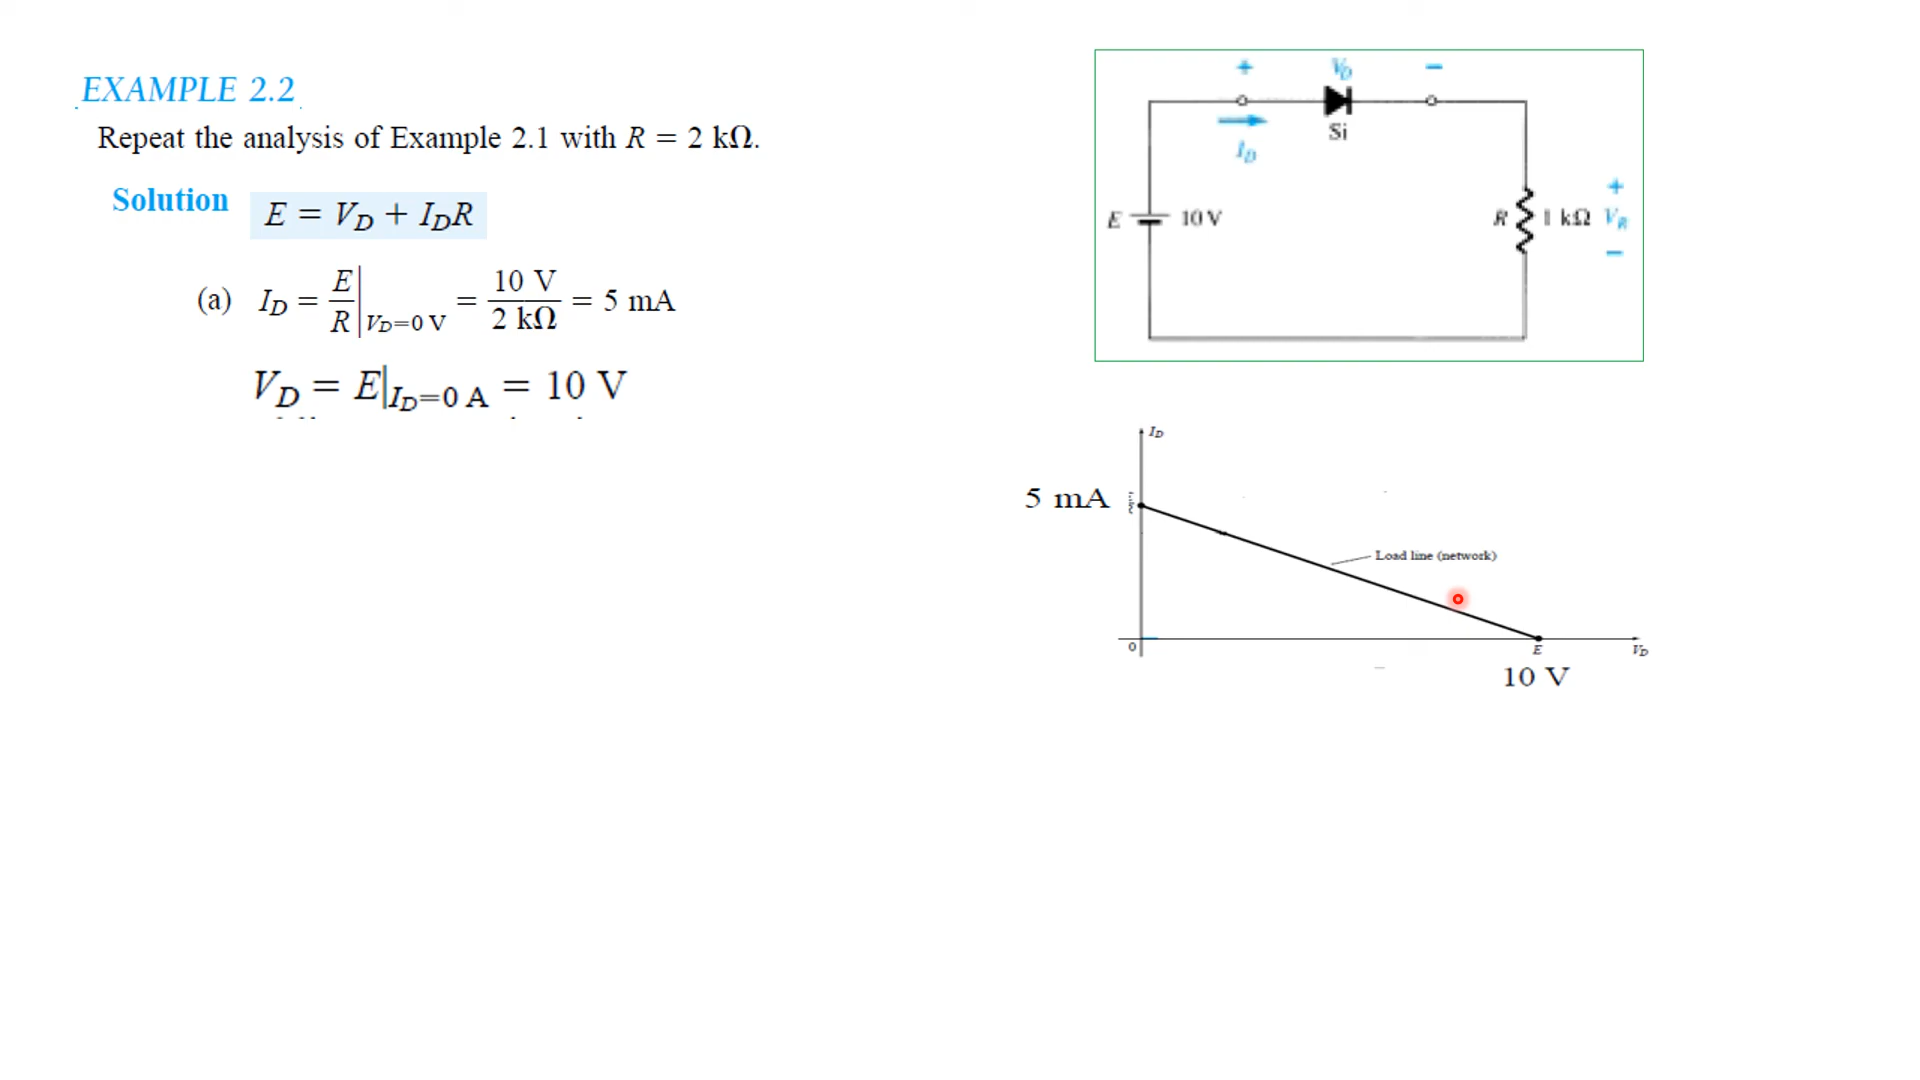 EXAMPLE 2.2
Repeat the analysis of Example 2.1 with R = 2 kΩ.
Solution
E = V_D + I_D R
(a) I_D = E/R |V_D=0 V = 10 V / 2 kΩ = 5 mA
V_D = E|I_D=0 A = 10 V
+ V_D −
Si
I_D
E 10 V
R 1 kΩ
+
V_R
−
I_D
5 mA
Load line (network)
0 E V_D
10 V